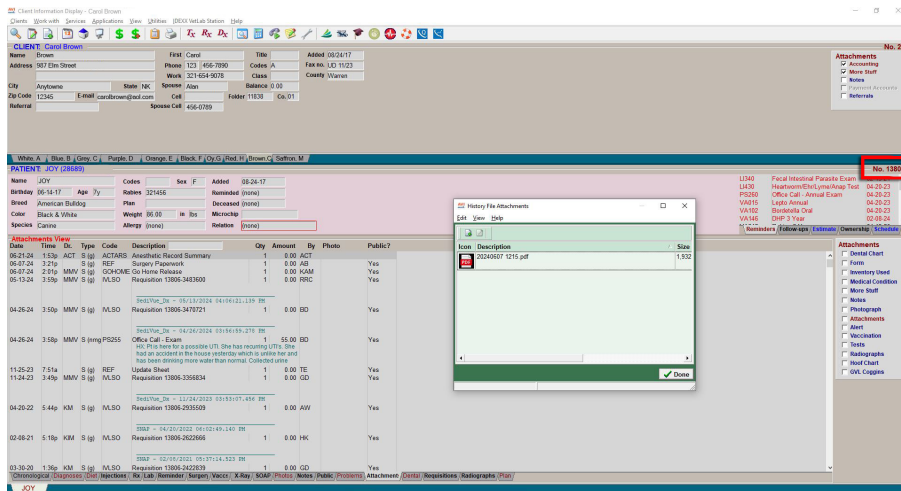 Client Information Display - Carol Brown
Clients Work with Services Applications View Utilities IDEXX VetLab Station Help
Tx Rx Dx
CLIENT: Carol Brown No. 2
Name Brown First Carol Title Added 08/24/17 Attachments
Address 987 Elm Street Phone 123 456-7890 Codes A Fax no. UD 11/23 Accounting
Work 321-654-9078 Class County Warren More Stuff
City Anytowne State NK Spouse Alan Balance 0.00 Notes
Zip Code 12345 E-mail carolbrown@aol.com Cell Folder 11838 Co. 01 Payment Accounts
Referral Spouse Cell 456-0789 Referrals
White, A Blue, B Grey, C Purple, D Orange, E Black, F Oy, G Red, H Brown, C Saffron, M
PATIENT: JOY (28689) No. 1380
Name JOY Codes Sex F Added 08-24-17
Birthday 06-14-17 Age 7y Rabies 321456 Reminded (none)
Breed American Bulldog Plan Deceased (none)
Color Black & White Weight 86.00 in lbs Microchip
Species Canine Allergy (none) Relation (none)
LI340 Fecal Intestinal Parasite Exam 04-20-23
LI430 Heartworm/Ehr/Lyme/Anap Test 04-20-23
PS260 Office Call - Annual Exam 04-20-23
VA015 Lepto Annual 04-20-23
VA102 Bordetella Oral 04-20-23
VA146 DHP 3 Year 02-08-24
Reminders Follow-ups Estimate Ownership Schedule
Attachments View
Date Time Dr. Type Code Description Qty Amount By Photo Public?
06-21-24 1:53p ACT S (g) ACTARS Anesthetic Record Summary 1 0.00 ACT
06-07-24 3:21p S (g) REF Surgery Paperwork 1 0.00 AB Yes
06-07-24 2:01p MMV S (g) GOHOME Go Home Release 1 0.00 KAM Yes
05-13-24 3:59p MMV S (g) IVLSO Requisition 13806-3483600 1 0.00 RRC Yes
SediVue_Dx - 05/13/2024 04:06:21.139 PM
04-26-24 3:50p MMV S (g) IVLSO Requisition 13806-3470721 1 0.00 BD Yes
SediVue_Dx - 04/26/2024 03:56:59.270 PM
04-26-24 3:58p MMV S (nmg) PS255 Office Call - Exam 1 55.00 BD Yes
HX: Pt is here for a possible UTI. She has recurring UTI's. She
had an accident in the house yesterday which is unlike her and
has been drinking more water than normal. Collected urine.
11-25-23 7:51a S (g) REF Update Sheet 1 0.00 TE Yes
11-24-23 3:49p MMV S (g) IVLSO Requisition 13806-3356834 1 0.00 GD Yes
SediVue_Dx - 11/24/2023 03:53:07.486 PM
04-20-22 5:44p KM S (g) IVLSO Requisition 13806-2935509 1 0.00 AW Yes
SNAP - 04/20/2022 06:02:49.140 PM
02-08-21 5:18p KIM S (g) IVLSO Requisition 13806-2622666 1 0.00 HK Yes
SNAP - 02/08/2021 05:37:14.523 PM
03-30-20 1:36p KM S (g) IVLSO Requisition 13806-2422839 1 0.00 GD Yes
Chronological Diagnoses Diet Injections Rx Lab Reminder Surgery Vaccs X-Ray SOAP Photos Notes Public Problems Attachment Dental Requisitions Radiographs Plan
JOY
History File Attachments
Edit View Help
Icon Description Size
20240607 1215.pdf 1,932
Done
Attachments
Dental Chart
Form
Inventory Used
Medical Condition
More Stuff
Notes
Photograph
Attachments
Alert
Vaccination
Tests
Radiographs
Hoof Chart
GVL Coggins